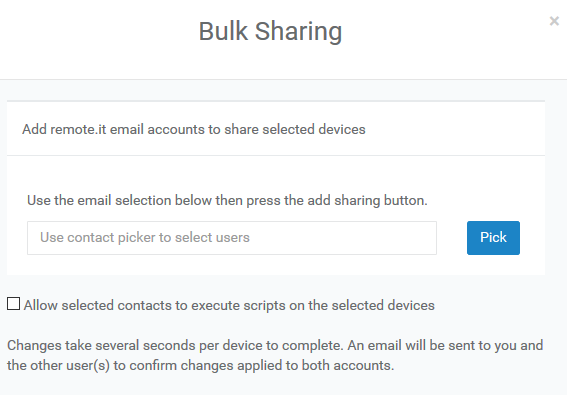 Bulk Sharing
×
Add remote.it email accounts to share selected devices
Use the email selection below then press the add sharing button.
Use contact picker to select users
Pick
Allow selected contacts to execute scripts on the selected devices
Changes take several seconds per device to complete. An email will be sent to you and
the other user(s) to confirm changes applied to both accounts.